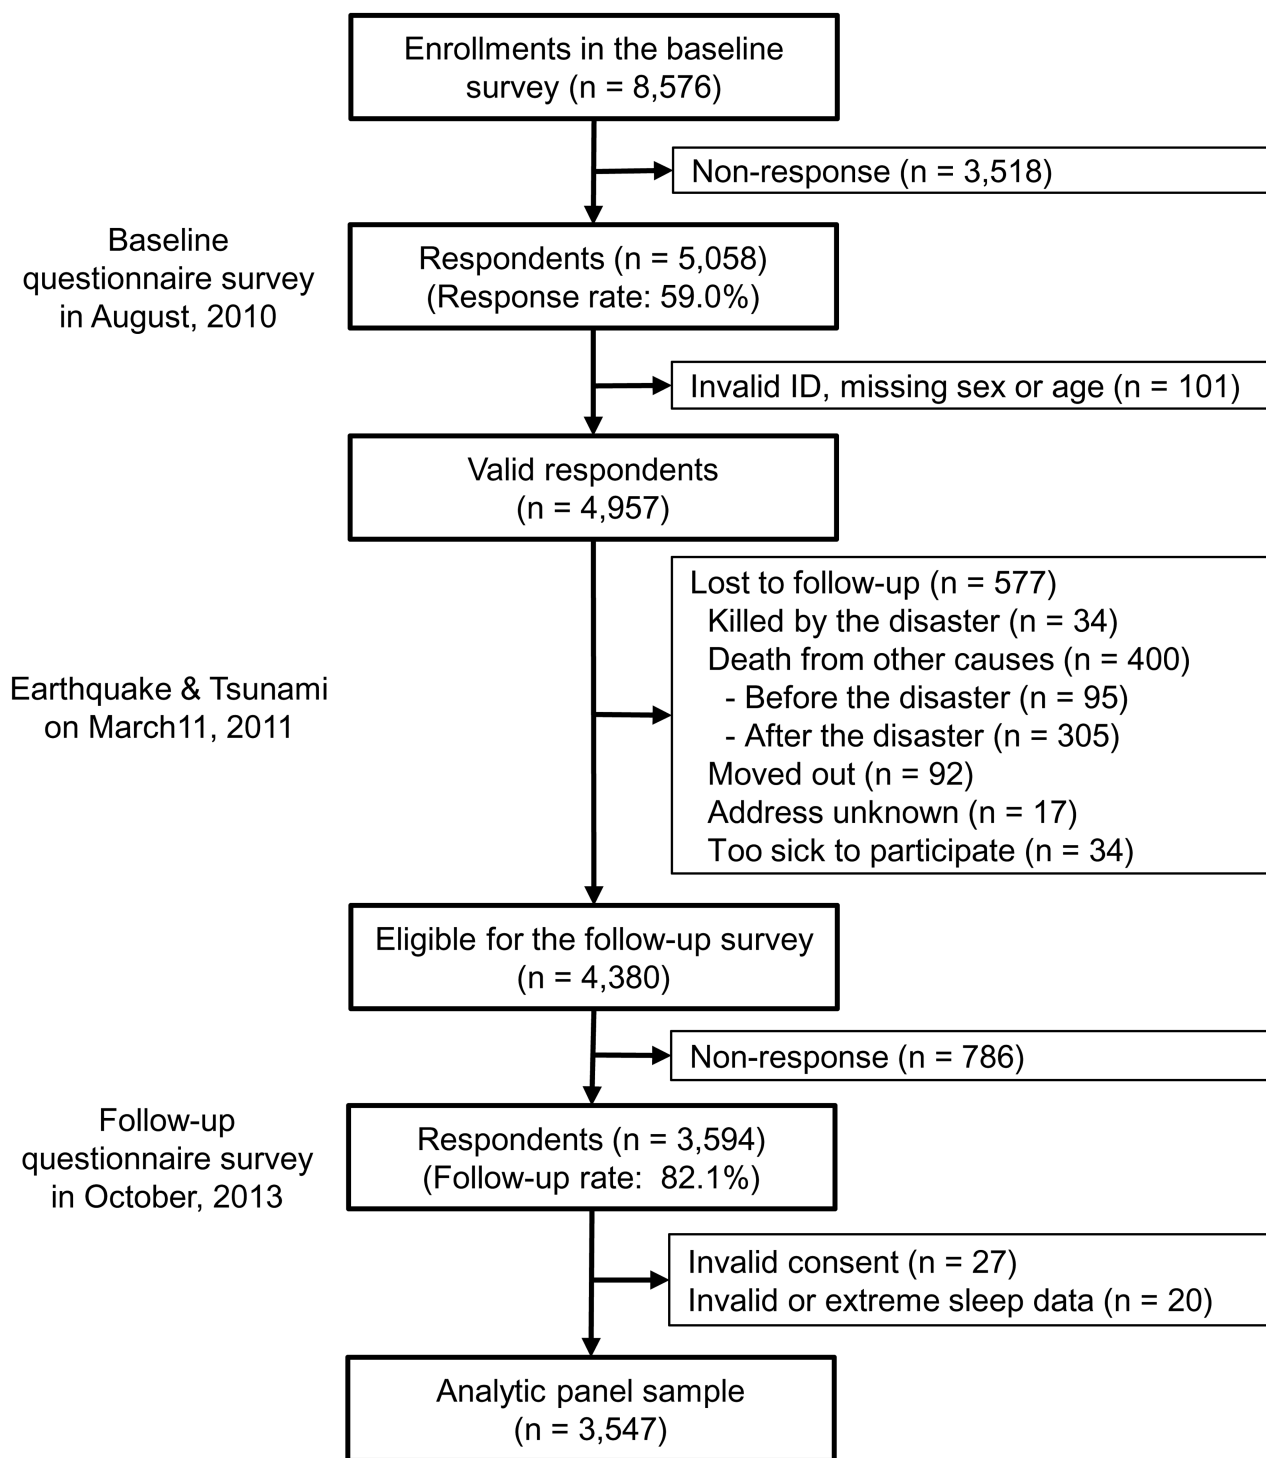 Enrollments in the baseline
survey (n = 8,576)
Non-response (n = 3,518)
Baseline
questionnaire survey
in August, 2010
Respondents (n = 5,058)
(Response rate: 59.0%)
Invalid ID, missing sex or age (n = 101)
Valid respondents
(n = 4,957)
Earthquake & Tsunami
on March11, 2011
Lost to follow-up (n = 577)
Killed by the disaster (n = 34)
Death from other causes (n = 400)
- Before the disaster (n = 95)
- After the disaster (n = 305)
Moved out (n = 92)
Address unknown (n = 17)
Too sick to participate (n = 34)
Eligible for the follow-up survey
(n = 4,380)
Non-response (n = 786)
Follow-up
questionnaire survey
in October, 2013
Respondents (n = 3,594)
(Follow-up rate:  82.1%)
Invalid consent (n = 27)
Invalid or extreme sleep data (n = 20)
Analytic panel sample
(n = 3,547)